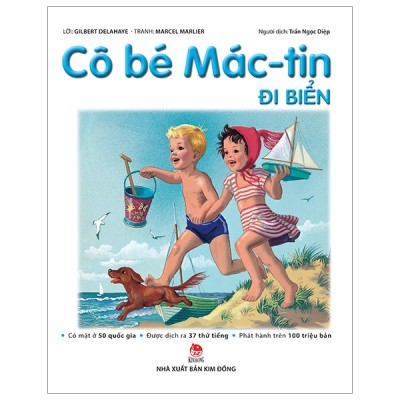 LỜI: GILBERT DELAHAYE - TRANH: MARCEL MARLIER
Người dịch: Trần Ngọc Diệp
Cô bé Mác-tin
ĐI BIỂN
• Có mặt ở 50 quốc gia • Được dịch ra 37 thứ tiếng • Phát hành trên 100 triệu bản
KIM ĐỒNG
NHÀ XUẤT BẢN KIM ĐỒNG